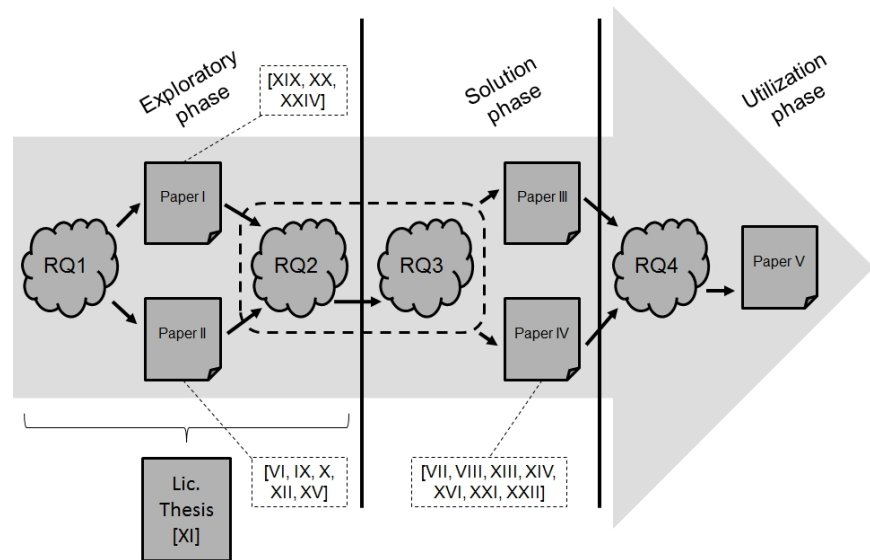 Exploratory
phase
[XIX, XX,
XXIV]
Solution
phase
Utilization
phase
Paper I
Paper III
RQ1
RQ2
RQ3
RQ4
Paper V
Paper II
Paper IV
[VI, IX, X,
XII, XV]
[VII, VIII, XIII, XIV,
XVI, XXI, XXII]
Lic.
Thesis
[XI]